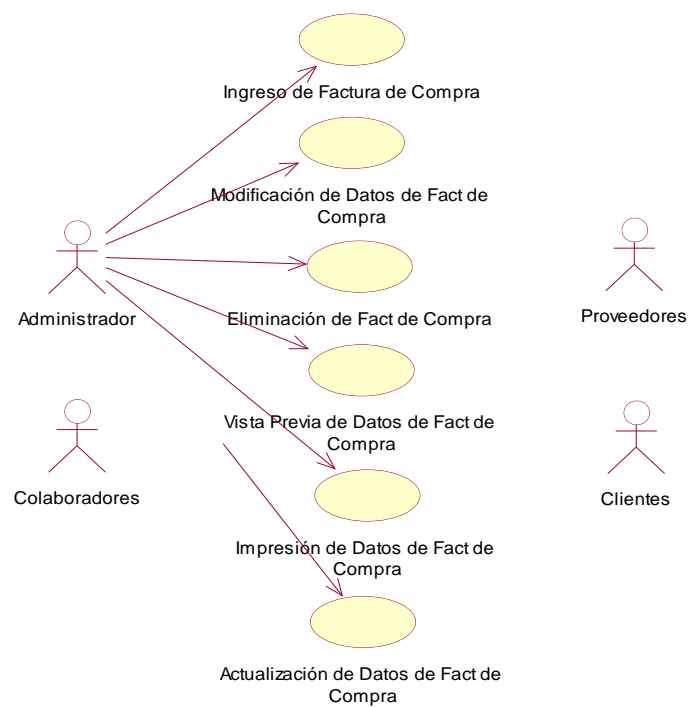 Ingreso de Factura de Compra
Modificación de Datos de Fact de
Compra
Administrador
Eliminación de Fact de Compra
Proveedores
Vista Previa de Datos de Fact de
Compra
Colaboradores
Clientes
Impresión de Datos de Fact de
Compra
Actualización de Datos de Fact de
Compra